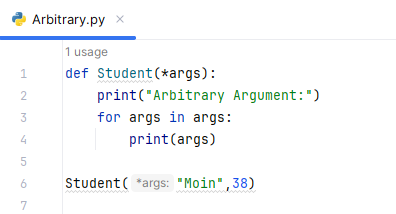 Arbitrary.py ×
1 usage
1 def Student(*args):
2     print("Arbitrary Argument:")
3     for args in args:
4         print(args)
5
6 Student( *args: "Moin",38)
7